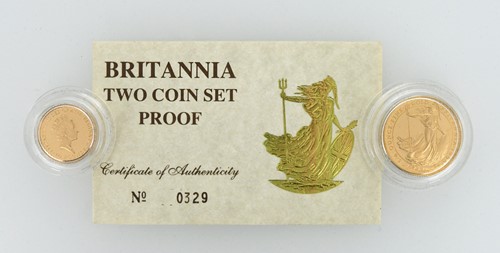 BRITANNIA
TWO COIN SET
PROOF
Certificate of Authenticity
Nº 0329